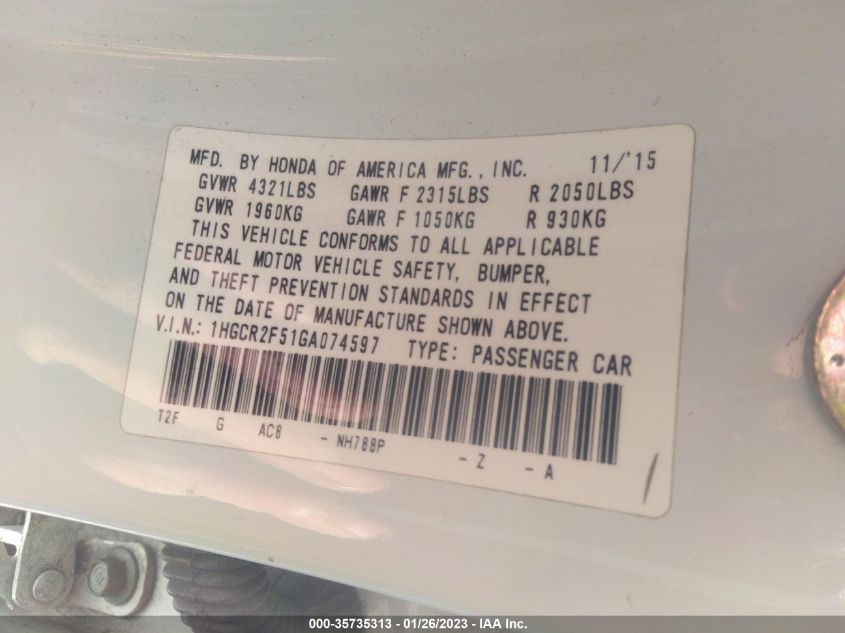 MFD. BY HONDA OF AMERICA MFG., INC. 11/'15
GVWR 4321LBS GAWR F 2315LBS R 2050LBS
GVWR 1960KG GAWR F 1050KG R 930KG
THIS VEHICLE CONFORMS TO ALL APPLICABLE
FEDERAL MOTOR VEHICLE SAFETY, BUMPER,
AND THEFT PREVENTION STANDARDS IN EFFECT
ON THE DATE OF MANUFACTURE SHOWN ABOVE.
V.I.N.: 1HGCR2F51GA074597 TYPE: PASSENGER CAR
T2F G AC8 - NH788P - Z - A
000-35735313 - 01/26/2023 - IAA Inc.